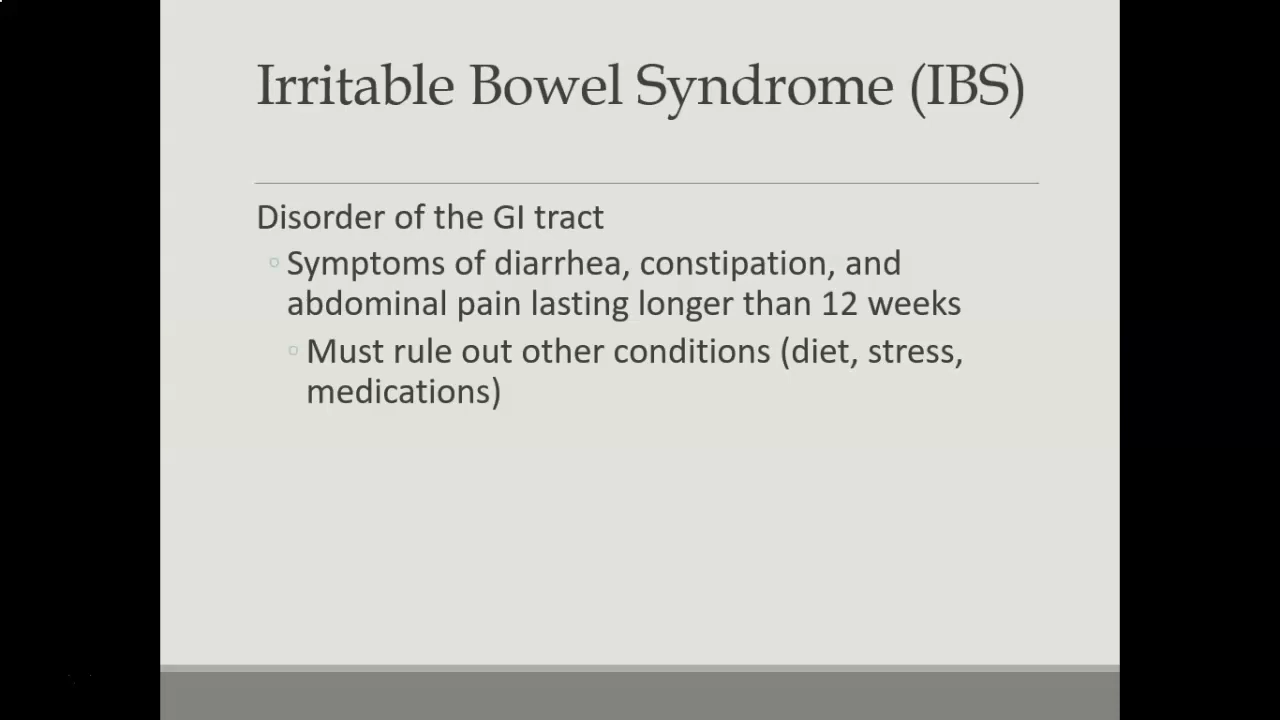 Irritable Bowel Syndrome (IBS)
Disorder of the GI tract
Symptoms of diarrhea, constipation, and
abdominal pain lasting longer than 12 weeks
Must rule out other conditions (diet, stress,
medications)